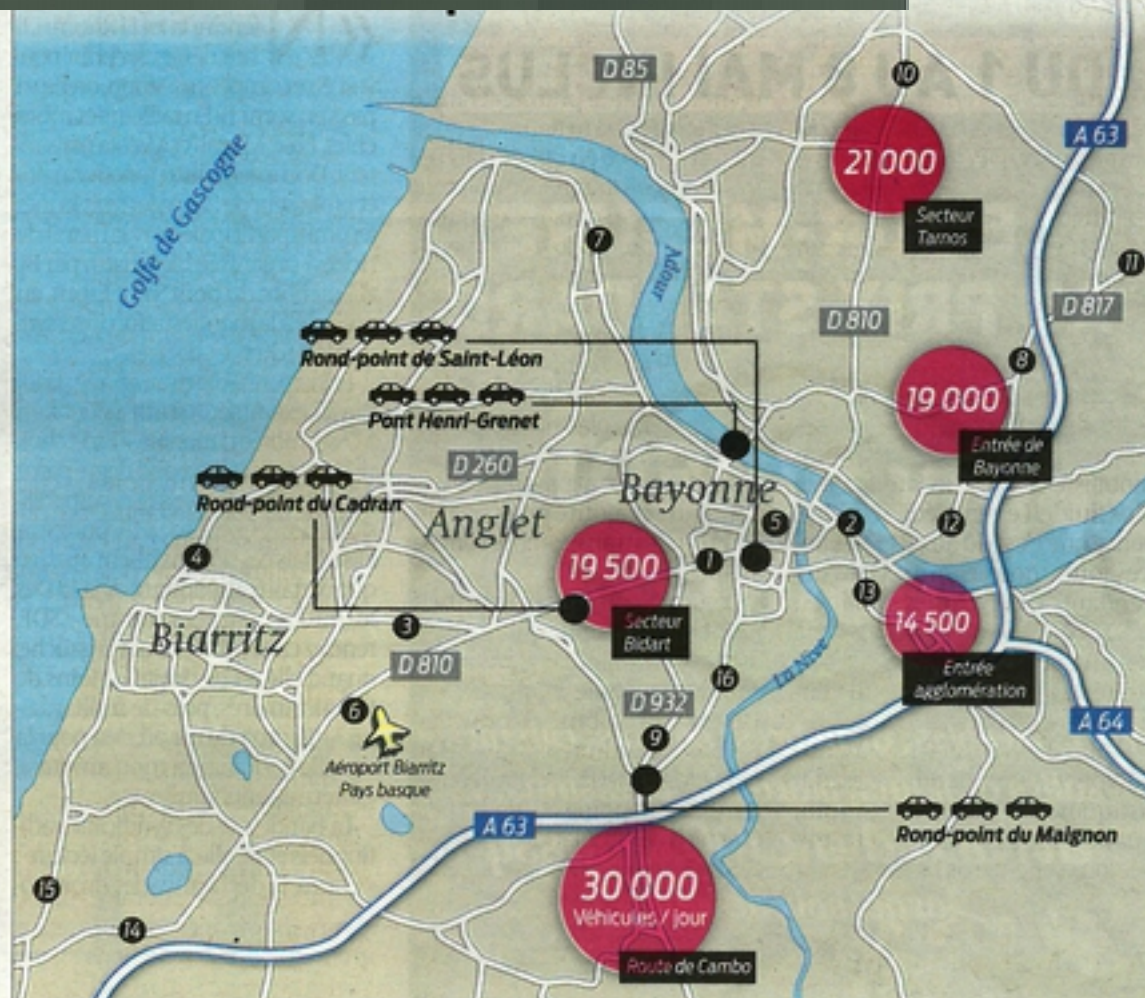 D 85
10
A 63
21 000
Secteur
Tarnos
Golfe de Gascogne
7
Adour
11
D 817
D 810
Rond-point de Saint-Léon
8
Pont Henri-Grenet
19 000
Entrée de
Bayonne
D 260
Rond-point du Cadran
Bayonne
Anglet
5
2
12
4
19 500
1
13
14 500
Secteur
Bidart
3
Biarritz
D 810
La Nive
Entrée
agglomération
16
D 932
6
A 64
9
Aéroport Biarritz
Pays basque
A 63
Rond-point du Maignon
30 000
Véhicules / jour
15
14
Route de Cambo